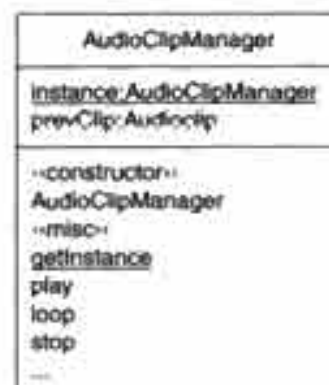 AudioClipManager
instance:AudioClipManager
prevClip:Audioclip
«constructor»
AudioClipManager
«misc»
getInstance
play
loop
stop
...